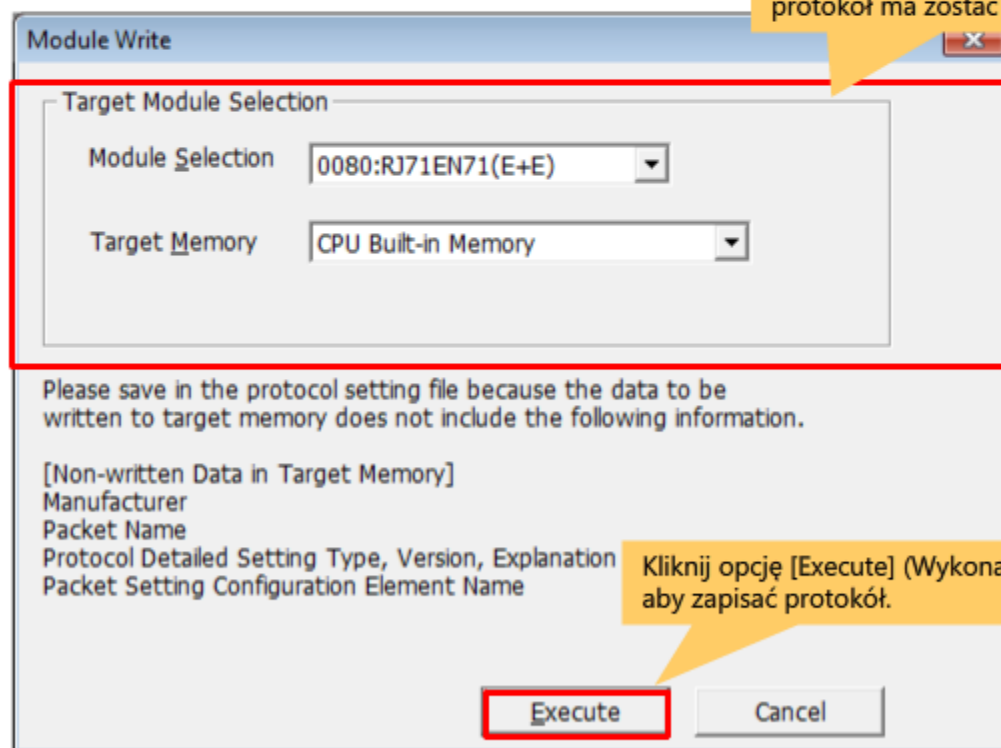 protokół ma zostać
Module Write
Target Module Selection
Module Selection
0080:RJ71EN71(E+E)
Target Memory
CPU Built-in Memory
Please save in the protocol setting file because the data to be
written to target memory does not include the following information.
[Non-written Data in Target Memory]
Manufacturer
Packet Name
Protocol Detailed Setting Type, Version, Explanation
Packet Setting Configuration Element Name
Kliknij opcję [Execute] (Wykona
aby zapisać protokół.
Execute
Cancel